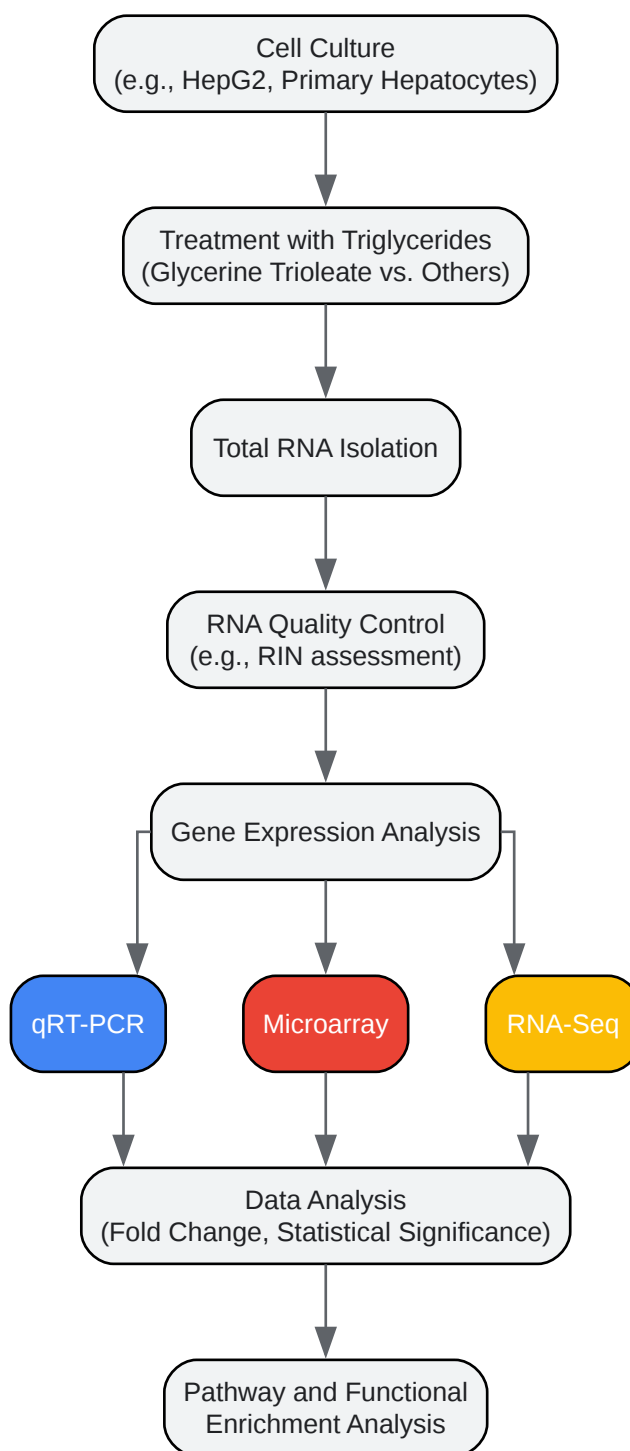 Cell Culture
(e.g., HepG2, Primary Hepatocytes)
Treatment with Triglycerides
(Glycerine Trioleate vs. Others)
Total RNA Isolation
RNA Quality Control
(e.g., RIN assessment)
Gene Expression Analysis
qRT-PCR
Microarray
RNA-Seq
Data Analysis
(Fold Change, Statistical Significance)
Pathway and Functional
Enrichment Analysis